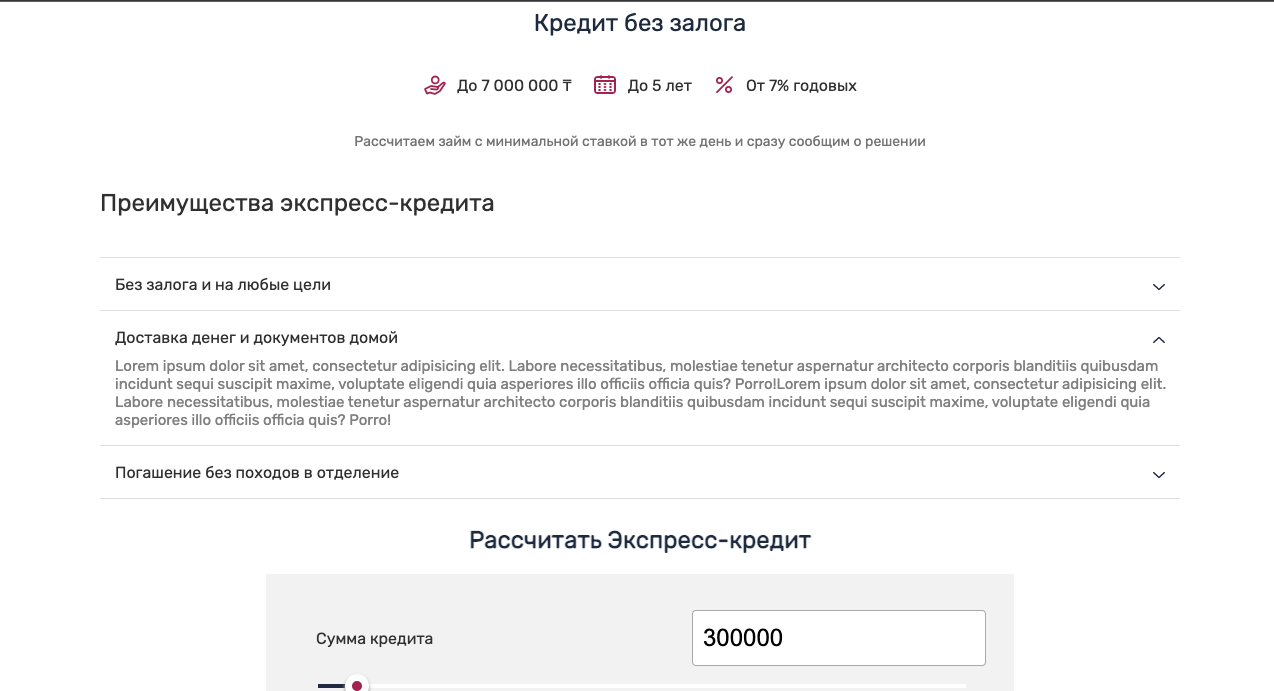 Кредит без залога
До 7 000 000 ₸ До 5 лет От 7% годовых
Рассчитаем займ с минимальной ставкой в тот же день и сразу сообщим о решении
Преимущества экспресс-кредита
Без залога и на любые цели
Доставка денег и документов домой
Lorem ipsum dolor sit amet, consectetur adipisicing elit. Labore necessitatibus, molestiae tenetur aspernatur architecto corporis blanditiis quibusdam
incidunt sequi suscipit maxime, voluptate eligendi quia asperiores illo officiis officia quis? Porro!Lorem ipsum dolor sit amet, consectetur adipisicing elit.
Labore necessitatibus, molestiae tenetur aspernatur architecto corporis blanditiis quibusdam incidunt sequi suscipit maxime, voluptate eligendi quia
asperiores illo officiis officia quis? Porro!
Погашение без походов в отделение
Рассчитать Экспресс-кредит
Сумма кредита 300000